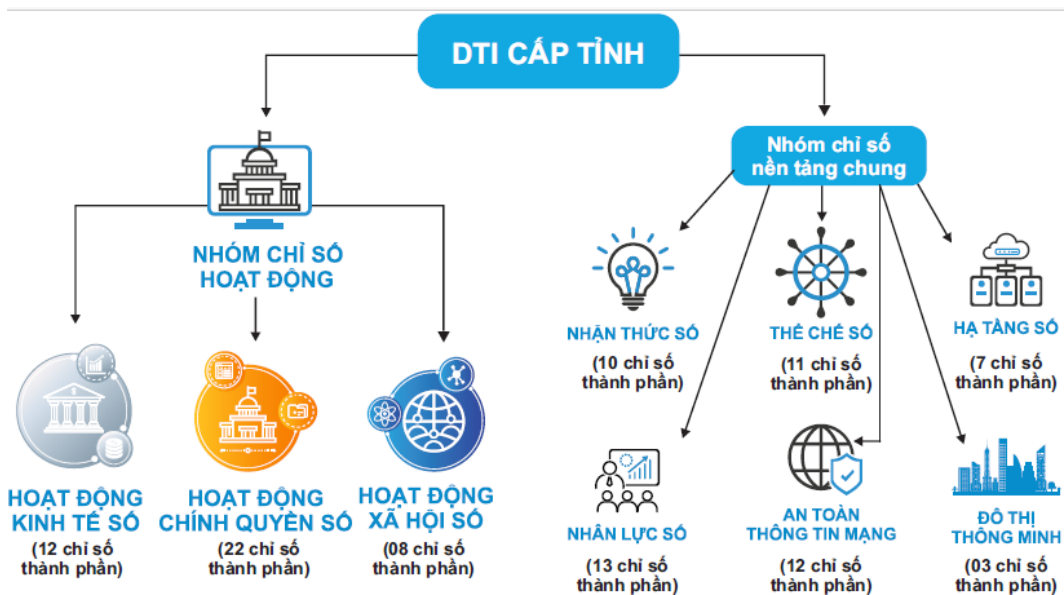 DTI CẤP TỈNH
Nhóm chỉ số
nền tảng chung
NHÓM CHỈ SỐ
HOẠT ĐỘNG
NHẬN THỨC SỐ
(10 chỉ số
thành phần)
THỂ CHẾ SỐ
(11 chỉ số
thành phần)
HẠ TẦNG SỐ
(7 chỉ số
thành phần)
HOẠT ĐỘNG
KINH TẾ SỐ
(12 chỉ số
thành phần)
HOẠT ĐỘNG
CHÍNH QUYỀN SỐ
(22 chỉ số
thành phần)
HOẠT ĐỘNG
XÃ HỘI SỐ
(08 chỉ số
thành phần)
NHÂN LỰC SỐ
(13 chỉ số
thành phần)
AN TOÀN
THÔNG TIN MẠNG
(12 chỉ số
thành phần)
ĐÔ THỊ
THÔNG MINH
(03 chỉ số
thành phần)